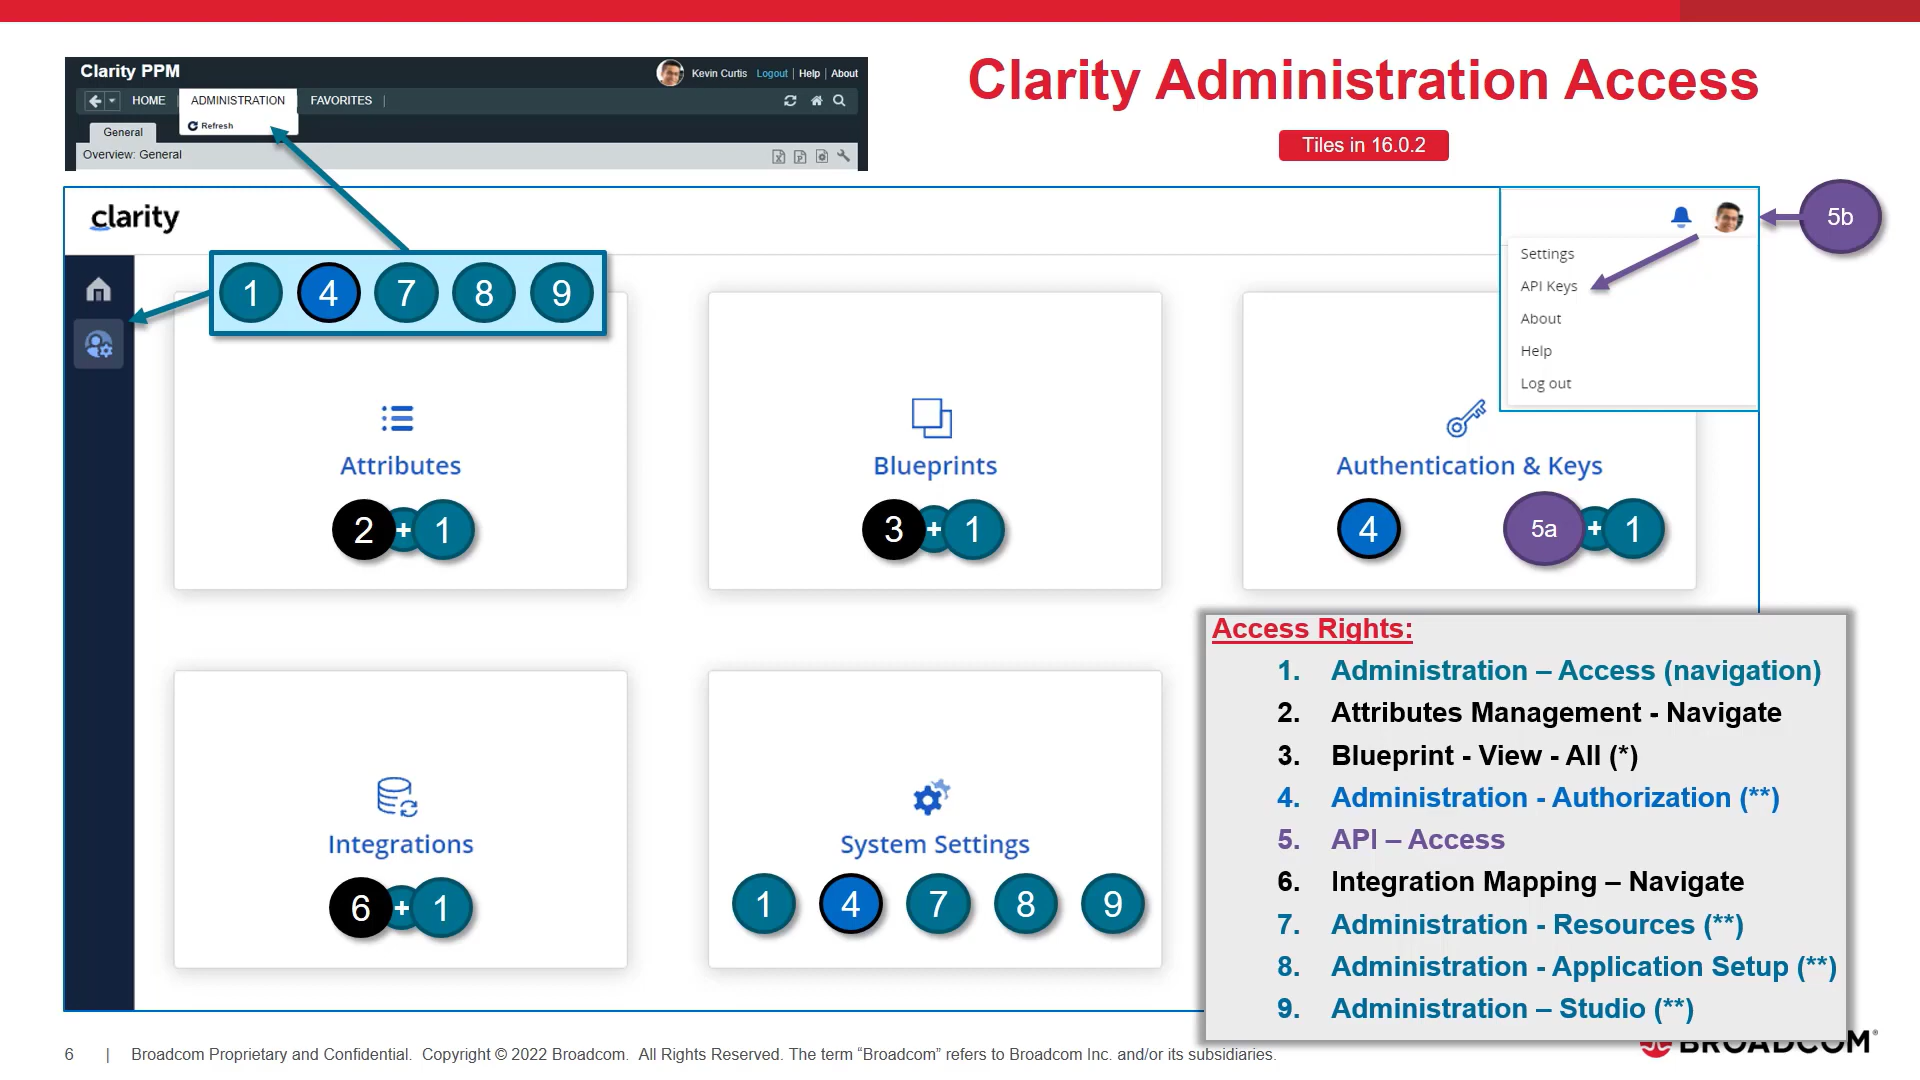 Clarity PPM
Kevin Curtis Logout | Help | About
HOME ADMINISTRATION FAVORITES
Refresh
General
Overview: General
Clarity Administration Access
Tiles in 16.0.2
clarity
5b
Settings
API Keys
About
Help
Log out
1 4 7 8 9
Attributes
2 + 1
Blueprints
3 + 1
Authentication & Keys
4 5a + 1
Integrations
6 + 1
System Settings
1 4 7 8 9
Access Rights:
1. Administration – Access (navigation)
2. Attributes Management - Navigate
3. Blueprint - View - All (*)
4. Administration - Authorization (**)
5. API – Access
6. Integration Mapping – Navigate
7. Administration - Resources (**)
8. Administration - Application Setup (**)
9. Administration – Studio (**)
6 | Broadcom Proprietary and Confidential. Copyright © 2022 Broadcom. All Rights Reserved. The term “Broadcom” refers to Broadcom Inc. and/or its subsidiaries.
BROADCOM®